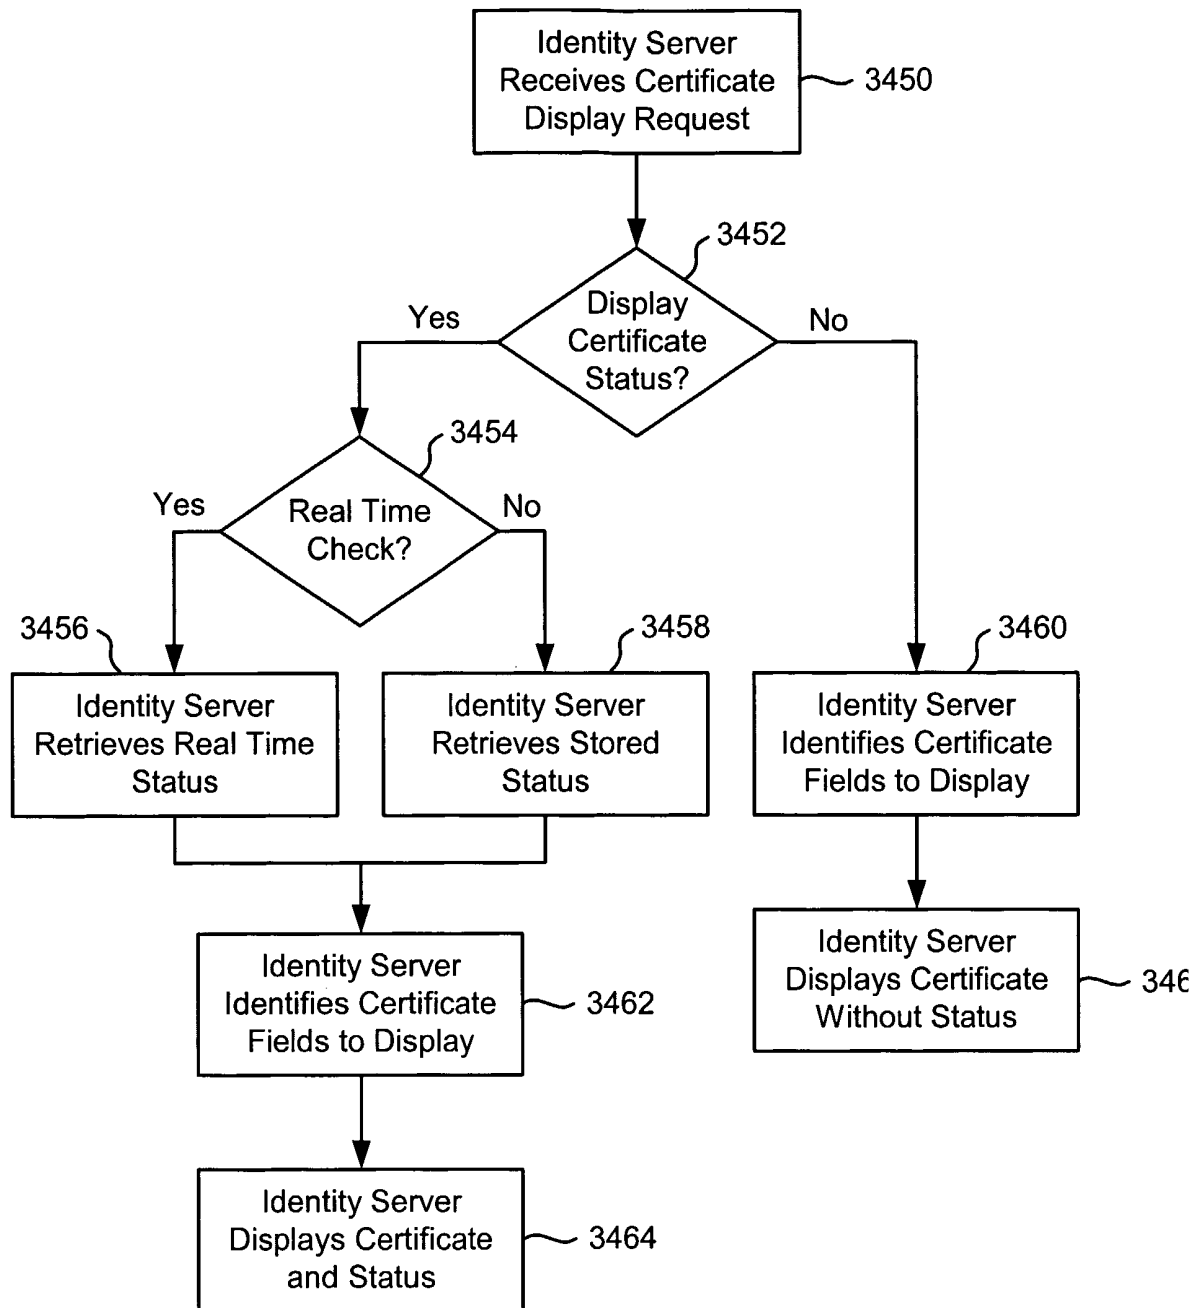 Identity Server
Receives Certificate
Display Request
3450
3452
Display
Certificate
Status?
Yes
No
3454
Real Time
Check?
Yes
No
3456
Identity Server
Retrieves Real Time
Status
3458
Identity Server
Retrieves Stored
Status
3460
Identity Server
Identifies Certificate
Fields to Display
Identity Server
Identifies Certificate
Fields to Display
3462
Identity Server
Displays Certificate
Without Status
Identity Server
Displays Certificate
and Status
3464